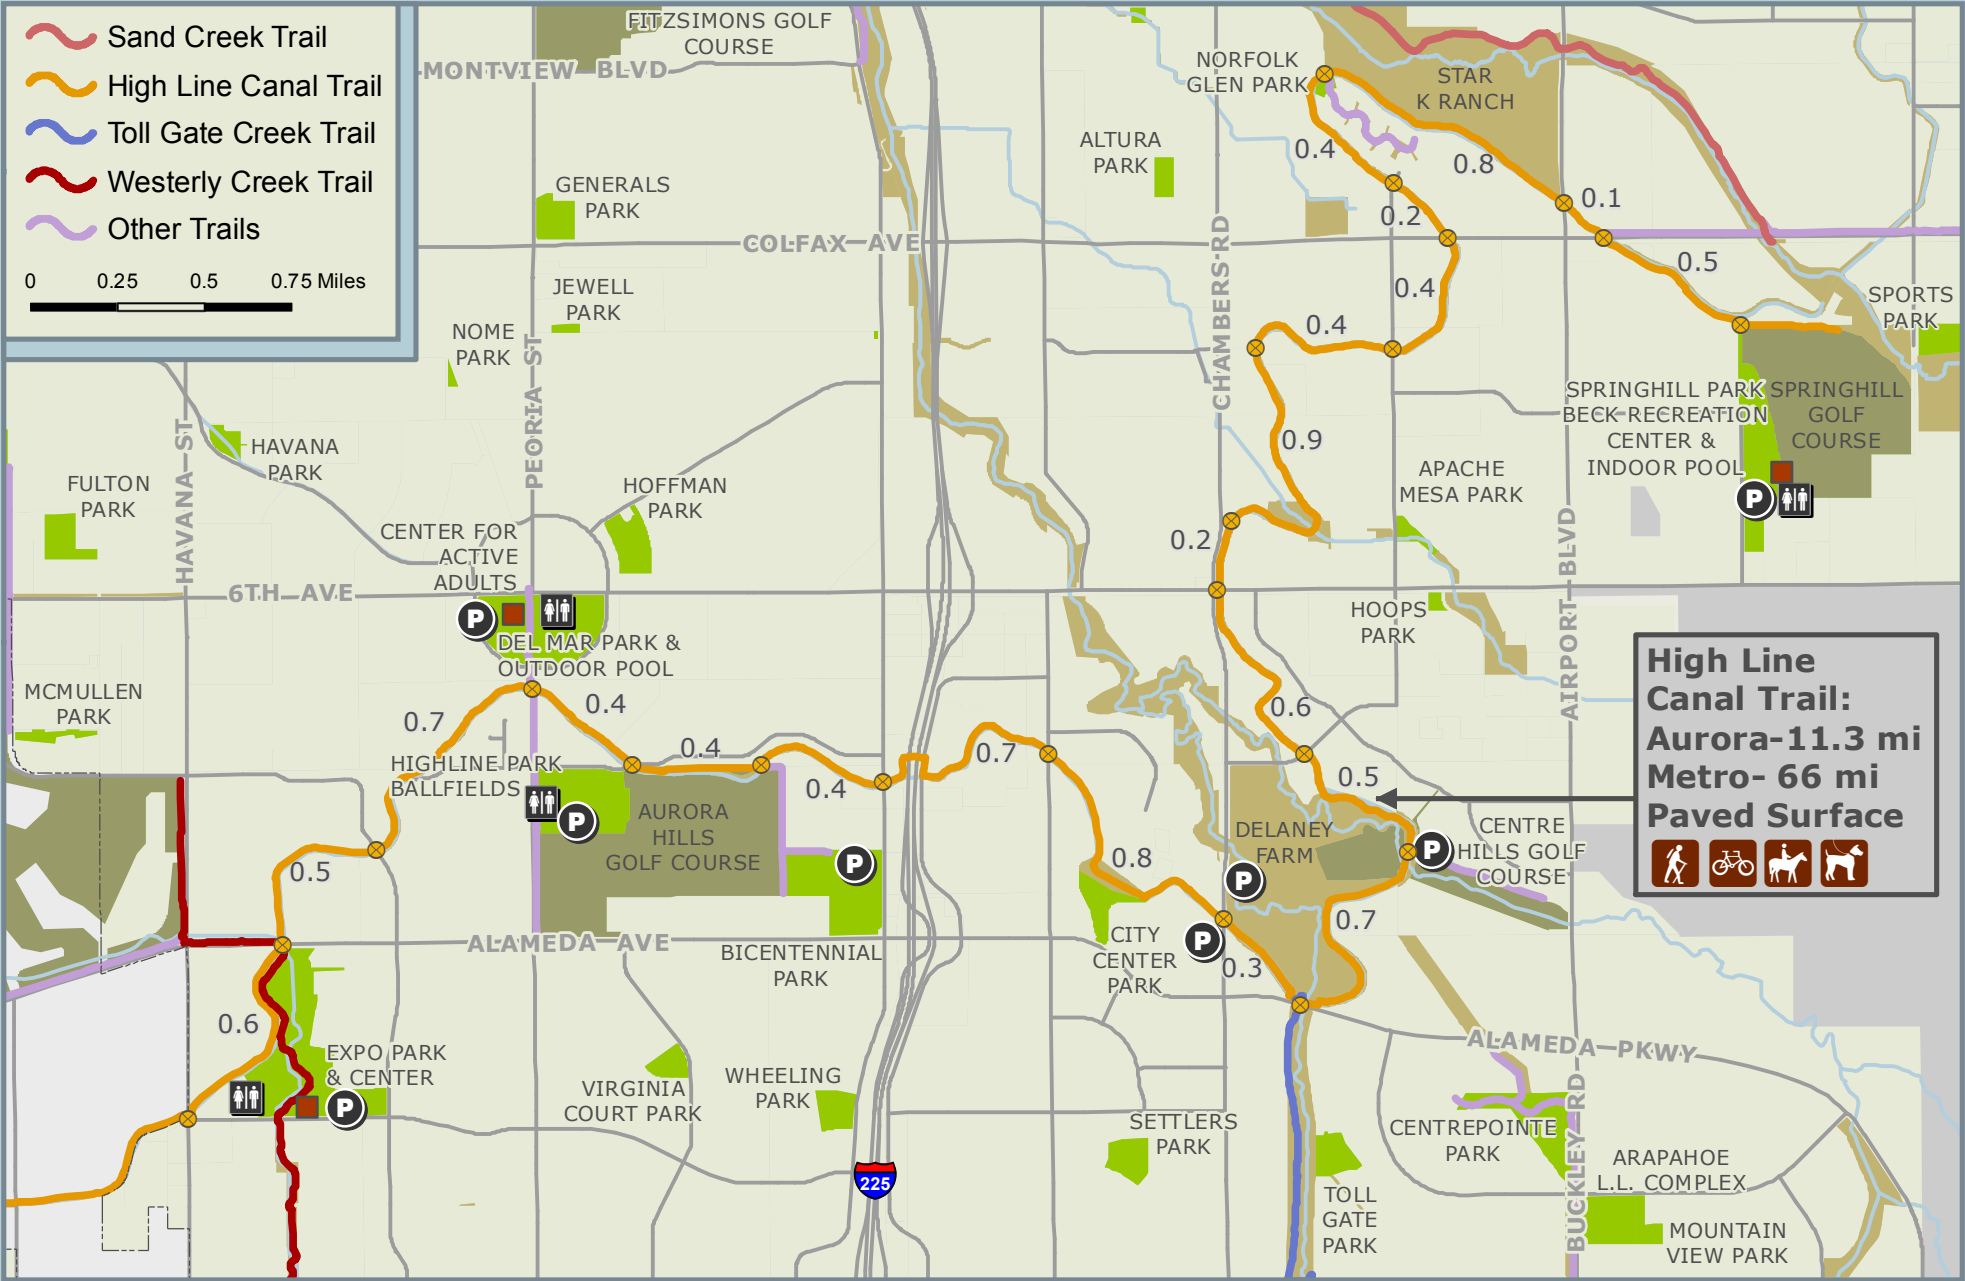 Sand Creek Trail
High Line Canal Trail
Toll Gate Creek Trail
Westerly Creek Trail
Other Trails
0 0.25 0.5 0.75 Miles
FITZSIMONS GOLF
COURSE
MONTVIEW BLVD
GENERALS
PARK
COLFAX AVE
JEWELL
PARK
NOME
PARK
PEORIA ST
HAVANA ST
HAVANA
PARK
FULTON
PARK
HOFFMAN
PARK
CENTER FOR
ACTIVE
ADULTS
6TH AVE
P
DEL MAR PARK &
OUTDOOR POOL
MCMULLEN
PARK
0.7
0.4
0.4
0.4
0.7
HIGHLINE PARK
BALLFIELDS
P
AURORA
HILLS
GOLF COURSE
P
0.5
ALAMEDA AVE
BICENTENNIAL
PARK
0.6
EXPO PARK
& CENTER
P
VIRGINIA
COURT PARK
WHEELING
PARK
225
NORFOLK
GLEN PARK
STAR
K RANCH
ALTURA
PARK
0.4
0.8
0.2
0.1
0.5
CHAMBERS RD
0.4
0.4
SPORTS
PARK
SPRINGHILL PARK
BECK RECREATION
CENTER &
INDOOR POOL
SPRINGHILL
GOLF
COURSE
P
0.9
APACHE
MESA PARK
0.2
AIRPORT BLVD
HOOPS
PARK
0.6
0.5
High Line
Canal Trail:
Aurora-11.3 mi
Metro- 66 mi
Paved Surface
DELANEY
FARM
P
P
CENTRE
HILLS GOLF
COURSE
0.8
0.7
CITY
CENTER
PARK
P
0.3
ALAMEDA PKWY
SETTLERS
PARK
CENTREPOINTE
PARK
BUCKLEY RD
ARAPAHOE
L.L. COMPLEX
TOLL
GATE
PARK
MOUNTAIN
VIEW PARK